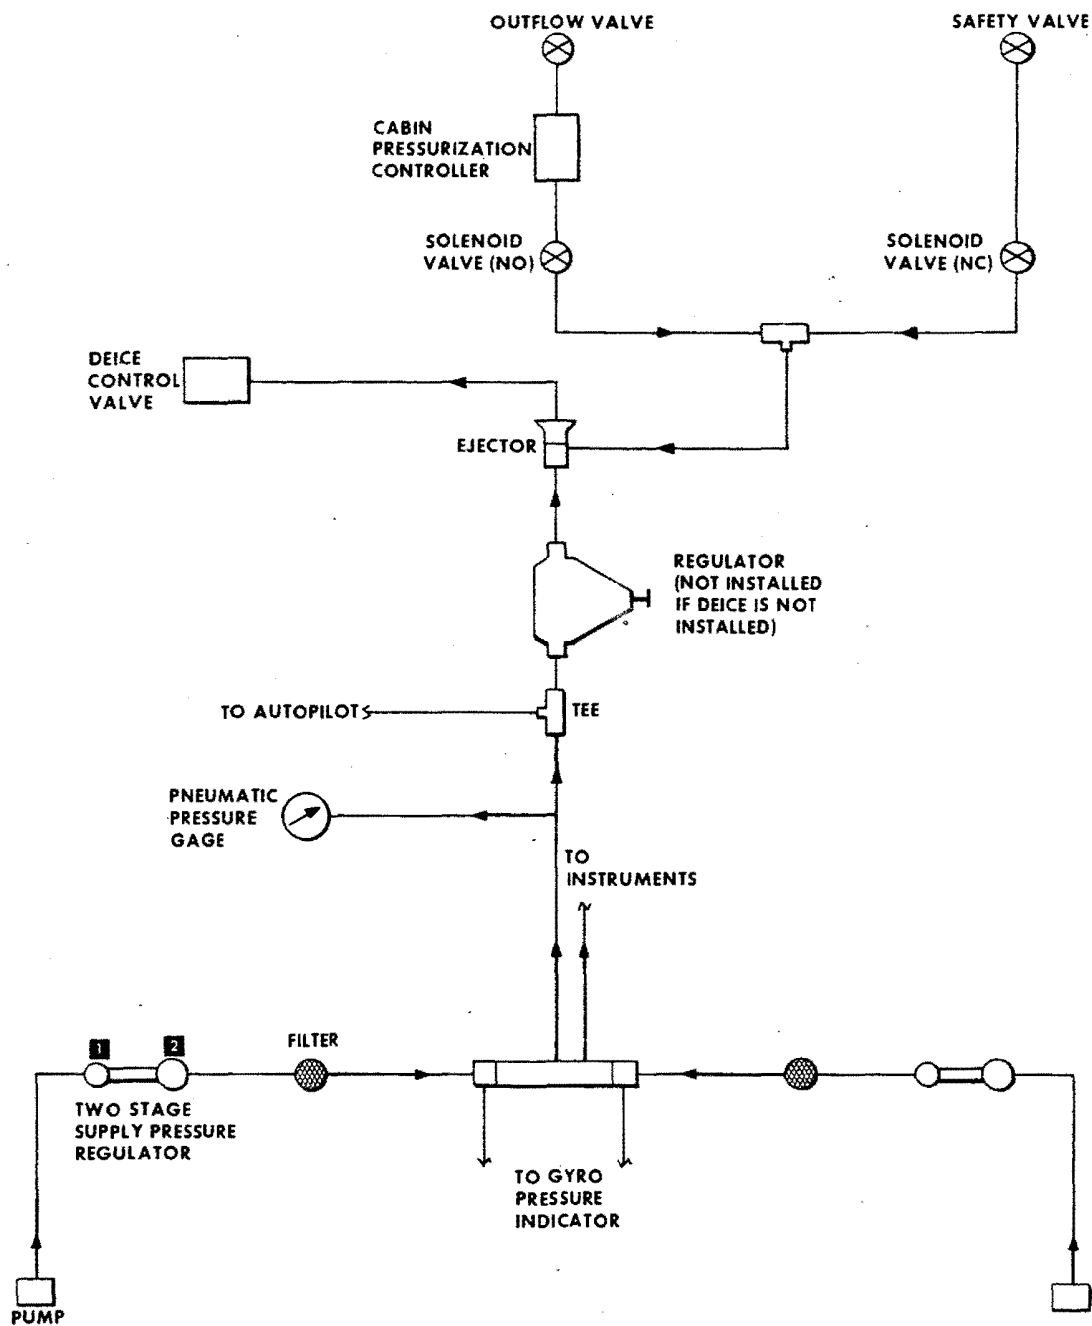 OUTFLOW VALVE
SAFETY VALVE
CABIN
PRESSURIZATION
CONTROLLER
SOLENOID
VALVE (NO)
SOLENOID
VALVE (NC)
DEICE
CONTROL
VALVE
EJECTOR
REGULATOR
(NOT INSTALLED
IF DEICE IS NOT
INSTALLED)
TO AUTOPILOT
TEE
PNEUMATIC
PRESSURE
GAGE
TO
INSTRUMENTS
1
2
FILTER
TWO STAGE
SUPPLY PRESSURE
REGULATOR
TO GYRO
PRESSURE
INDICATOR
PUMP